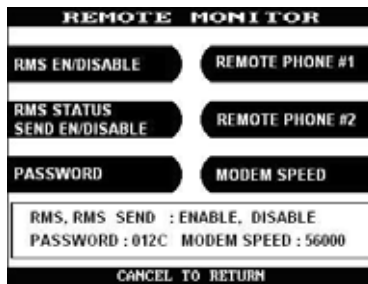 REMOTE MONITOR
RMS EN/DISABLE
REMOTE PHONE #1
RMS STATUS
SEND EN/DISABLE
REMOTE PHONE #2
PASSWORD
MODEM SPEED
RMS, RMS SEND : ENABLE, DISABLE
PASSWORD : 012C MODEM SPEED : 56000
CANCEL TO RETURN